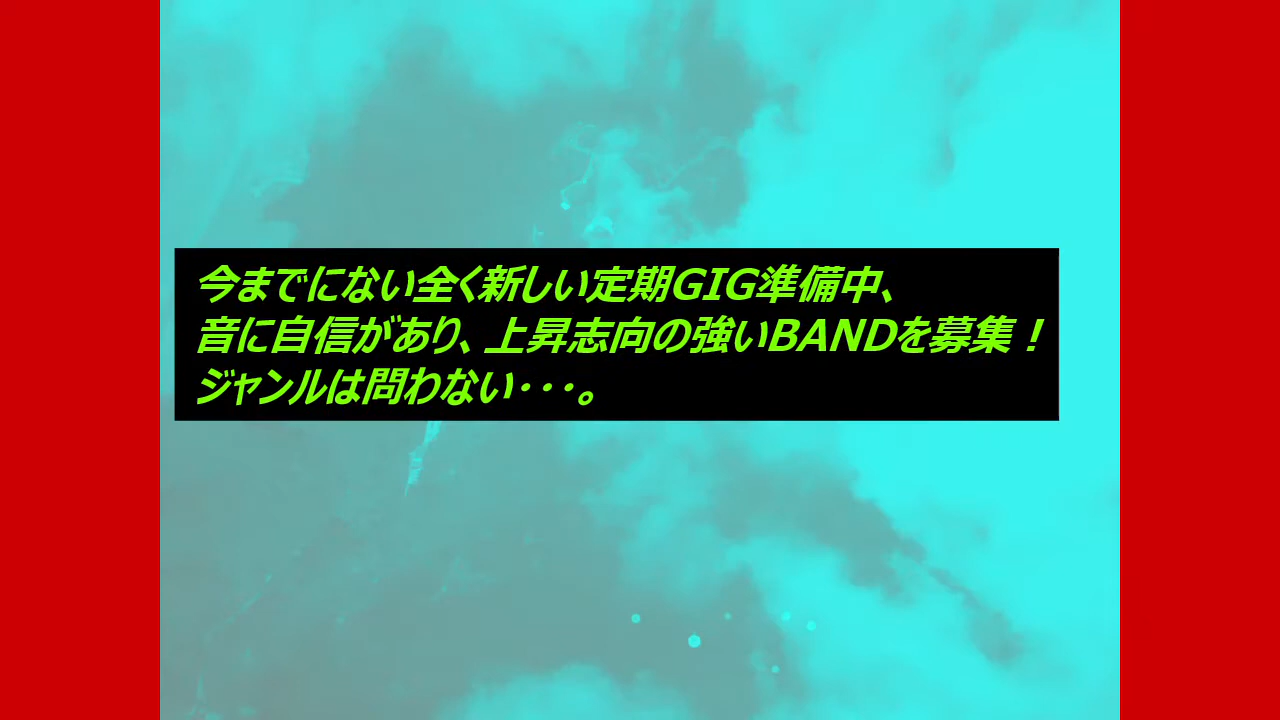 今までにない全く新しい定期GIG準備中、
音に自信があり、上昇志向の強いBANDを募集！
ジャンルは問わない・・・。